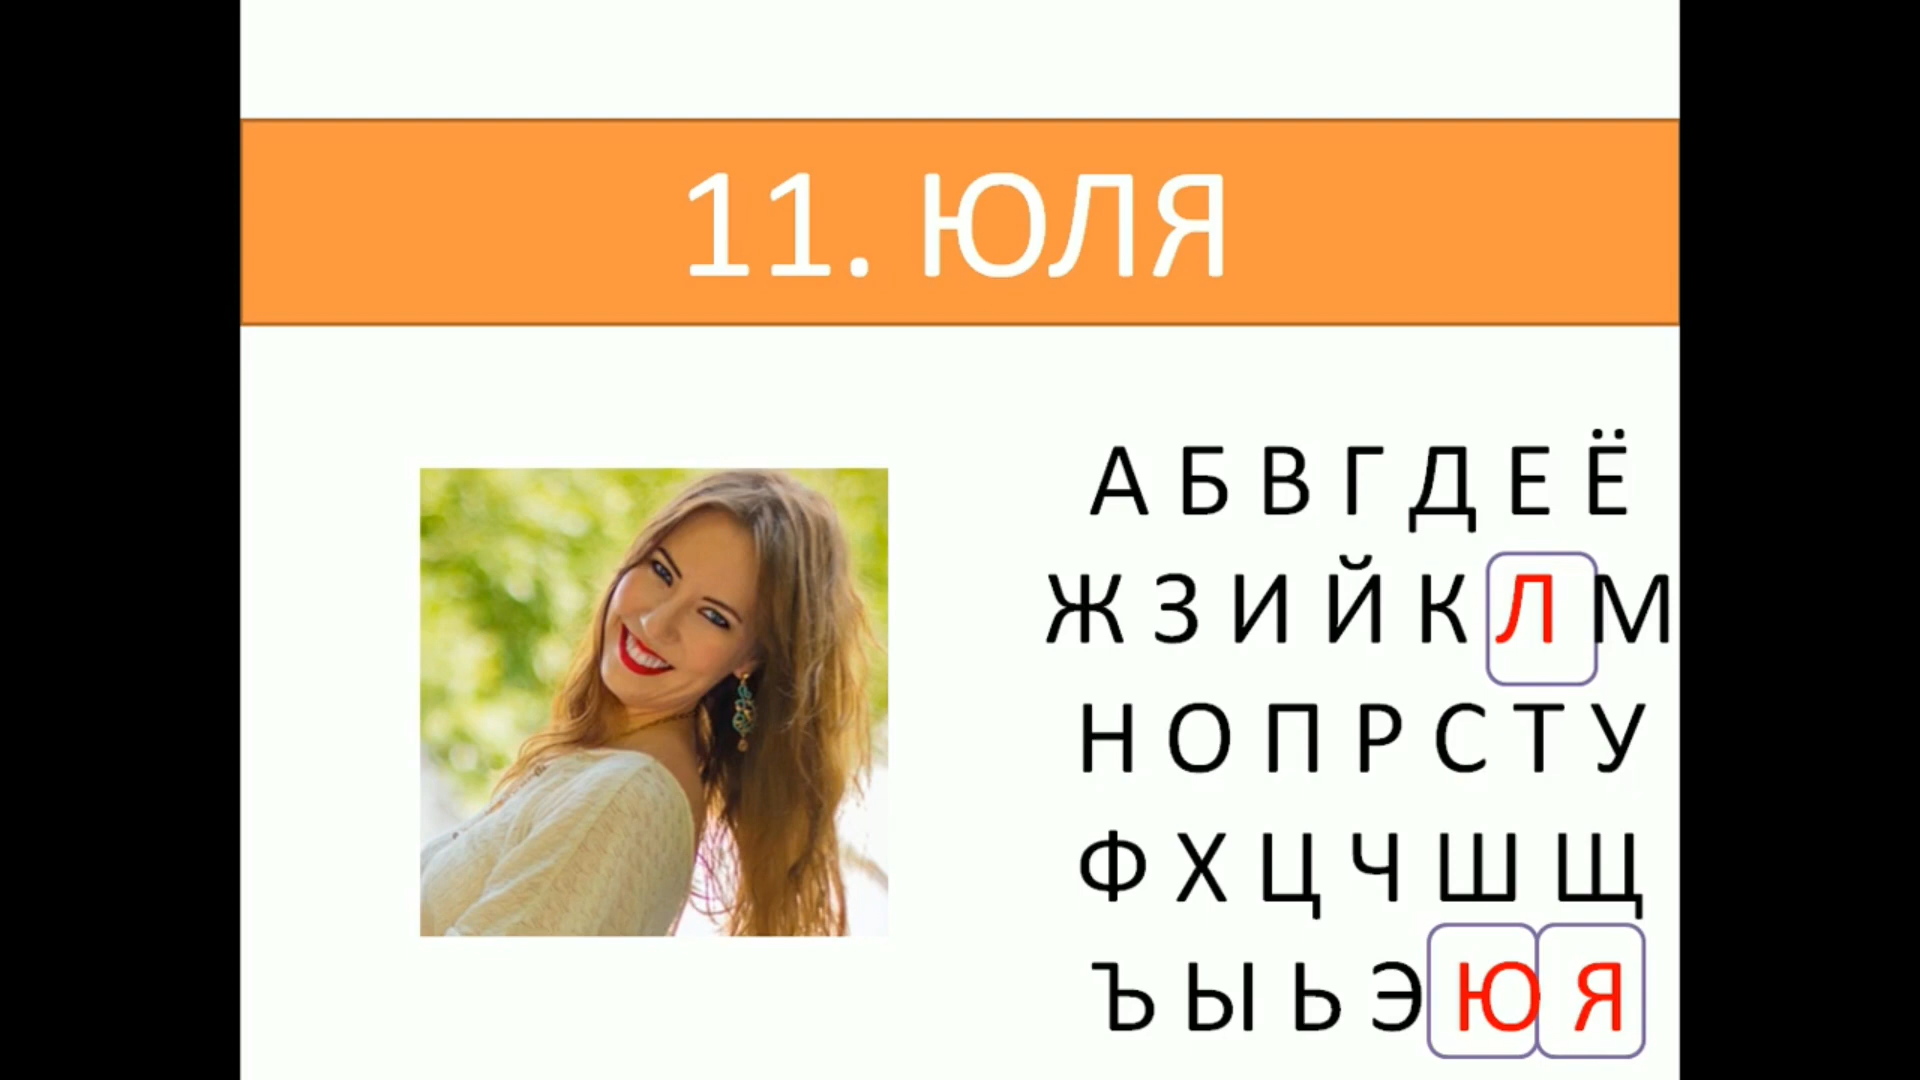 11. ЮЛЯ
А Б В Г Д Е Ё
Ж З И Й К Л М
Н О П Р С Т У
Ф Х Ц Ч Ш Щ
Ъ Ы Ь Э Ю Я